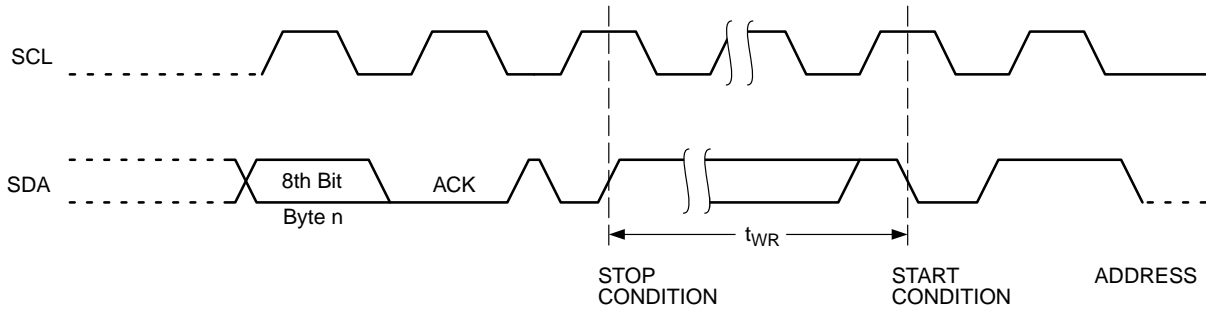 SCL
SDA
8th Bit
ACK
Byte n
tWR
STOP
CONDITION
START
CONDITION
ADDRESS